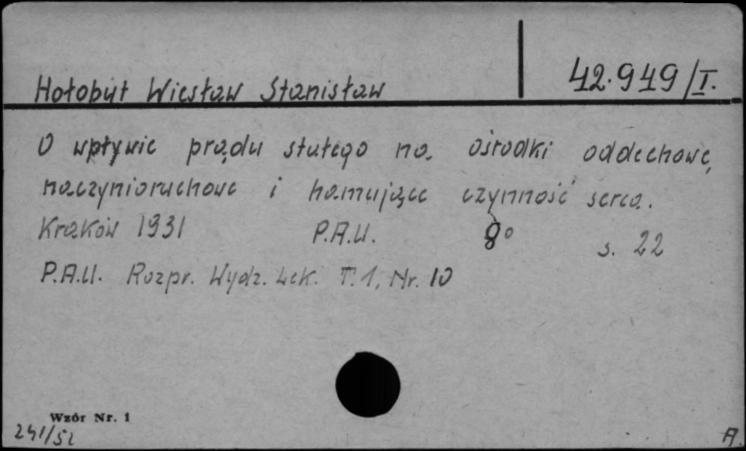 Hołobut Wiesław Stanisław
42.949/I.
O wpływie prądu stałego na ośrodki oddechowe,
naczynioruchowe i hamujące czynność serca.
Kraków 1931 P.A.U. 8° s. 22
P.A.U. Rozpr. Wydz. Lek. T.1, Nr. 10
Wzór Nr. 1
241/52
A.